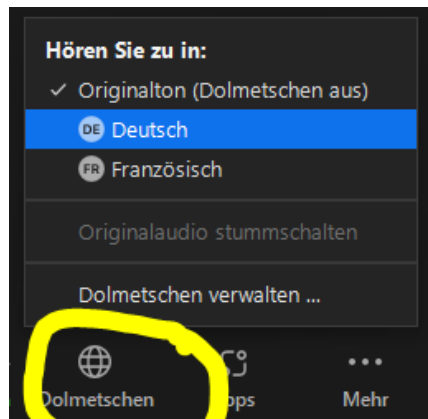 Hören Sie zu in:
✓ Originalton (Dolmetschen aus)
DE Deutsch
FR Französisch
Originalaudio stummschalten
Dolmetschen verwalten ...
Dolmetschen
Mehr